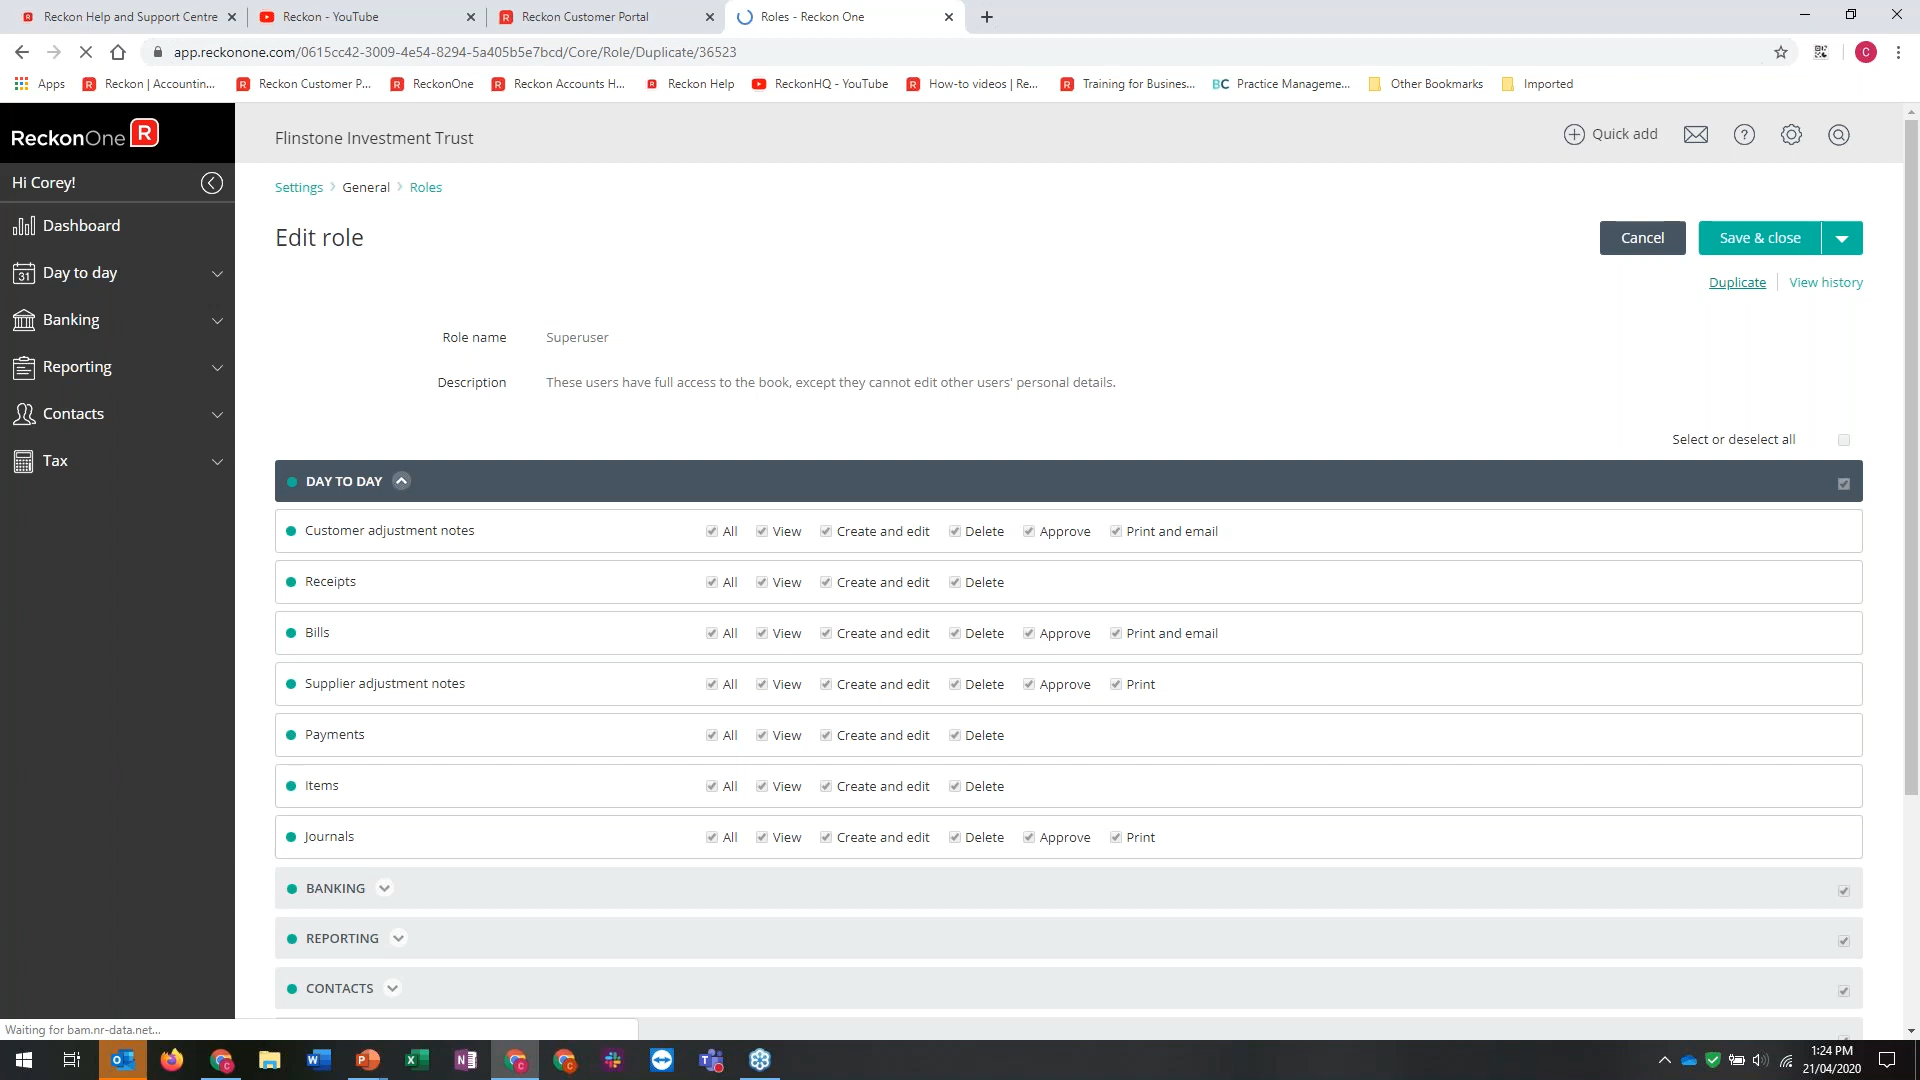 Reckon Help and Support Centre
Reckon - YouTube
Reckon Customer Portal
Roles - Reckon One
app.reckonone.com/0615cc42-3009-4e54-8294-5a405b5e7bcd/Core/Role/Duplicate/36523
C
Apps
Reckon | Accountin...
Reckon Customer P...
ReckonOne
Reckon Accounts H...
Reckon Help
ReckonHQ - YouTube
How-to videos | Re...
Training for Busines...
BC Practice Manageme...
Other Bookmarks
Imported
ReckonOne R
Flinstone Investment Trust
Quick add
Hi Corey!
Dashboard
31 Day to day
Banking
Reporting
Contacts
Tax
Settings > General > Roles
Edit role
Cancel
Save & close
Duplicate
View history
Role name Superuser
Description These users have full access to the book, except they cannot edit other users' personal details.
Select or deselect all
DAY TO DAY
Customer adjustment notes All View Create and edit Delete Approve Print and email
Receipts All View Create and edit Delete
Bills All View Create and edit Delete Approve Print and email
Supplier adjustment notes All View Create and edit Delete Approve Print
Payments All View Create and edit Delete
Items All View Create and edit Delete
Journals All View Create and edit Delete Approve Print
BANKING
REPORTING
CONTACTS
Waiting for bam.nr-data.net...
1:24 PM
21/04/2020